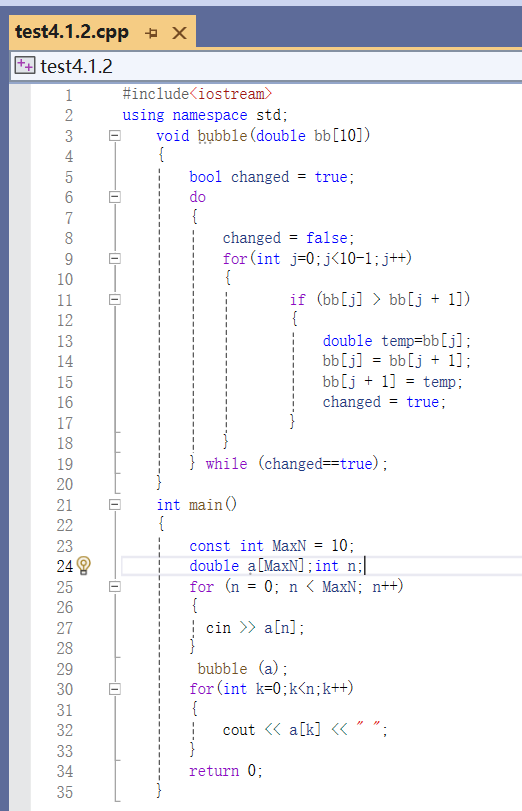 test4.1.2.cpp
test4.1.2
1 #include<iostream>
2 using namespace std;
3 void bubble(double bb[10])
4 {
5 bool changed = true;
6 do
7 {
8 changed = false;
9 for(int j=0;j<10-1;j++)
10 {
11 if (bb[j] > bb[j + 1])
12 {
13 double temp=bb[j];
14 bb[j] = bb[j + 1];
15 bb[j + 1] = temp;
16 changed = true;
17 }
18 }
19 } while (changed==true);
20 }
21 int main()
22 {
23 const int MaxN = 10;
24 double a[MaxN];int n;
25 for (n = 0; n < MaxN; n++)
26 {
27 cin >> a[n];
28 }
29 bubble (a);
30 for(int k=0;k<n;k++)
31 {
32 cout << a[k] << " ";
33 }
34 return 0;
35 }